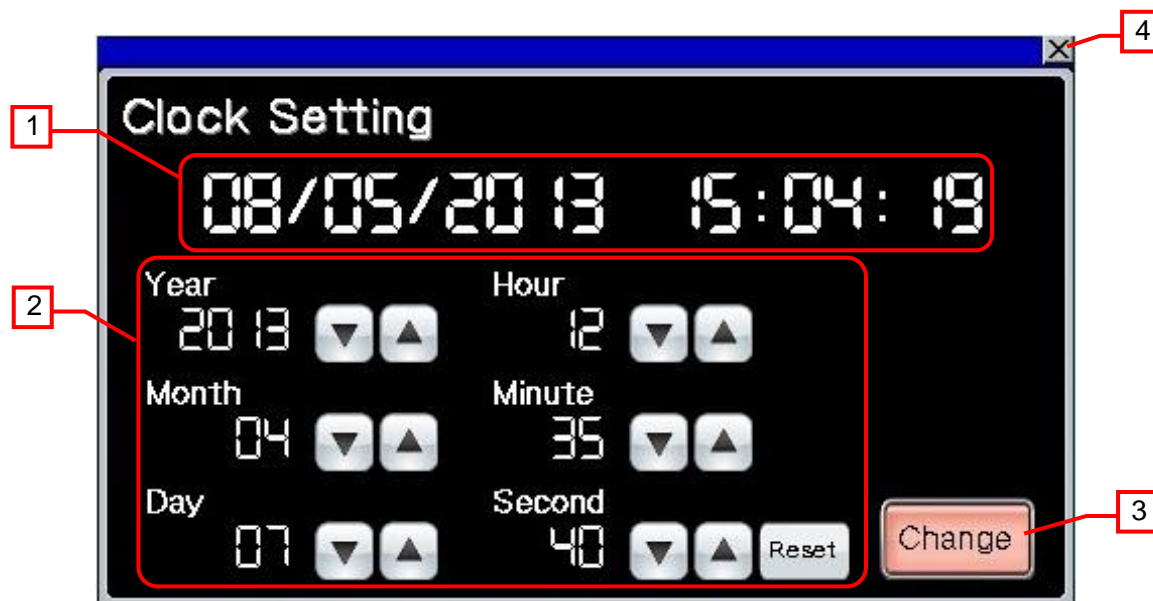 4
Clock Setting
1
08/05/2013 15:04:19
2
Year Hour
2013 ▼ ▲ 12 ▼ ▲
Month Minute
04 ▼ ▲ 35 ▼ ▲
Day Second
07 ▼ ▲ 40 ▼ ▲ Reset
Change
3